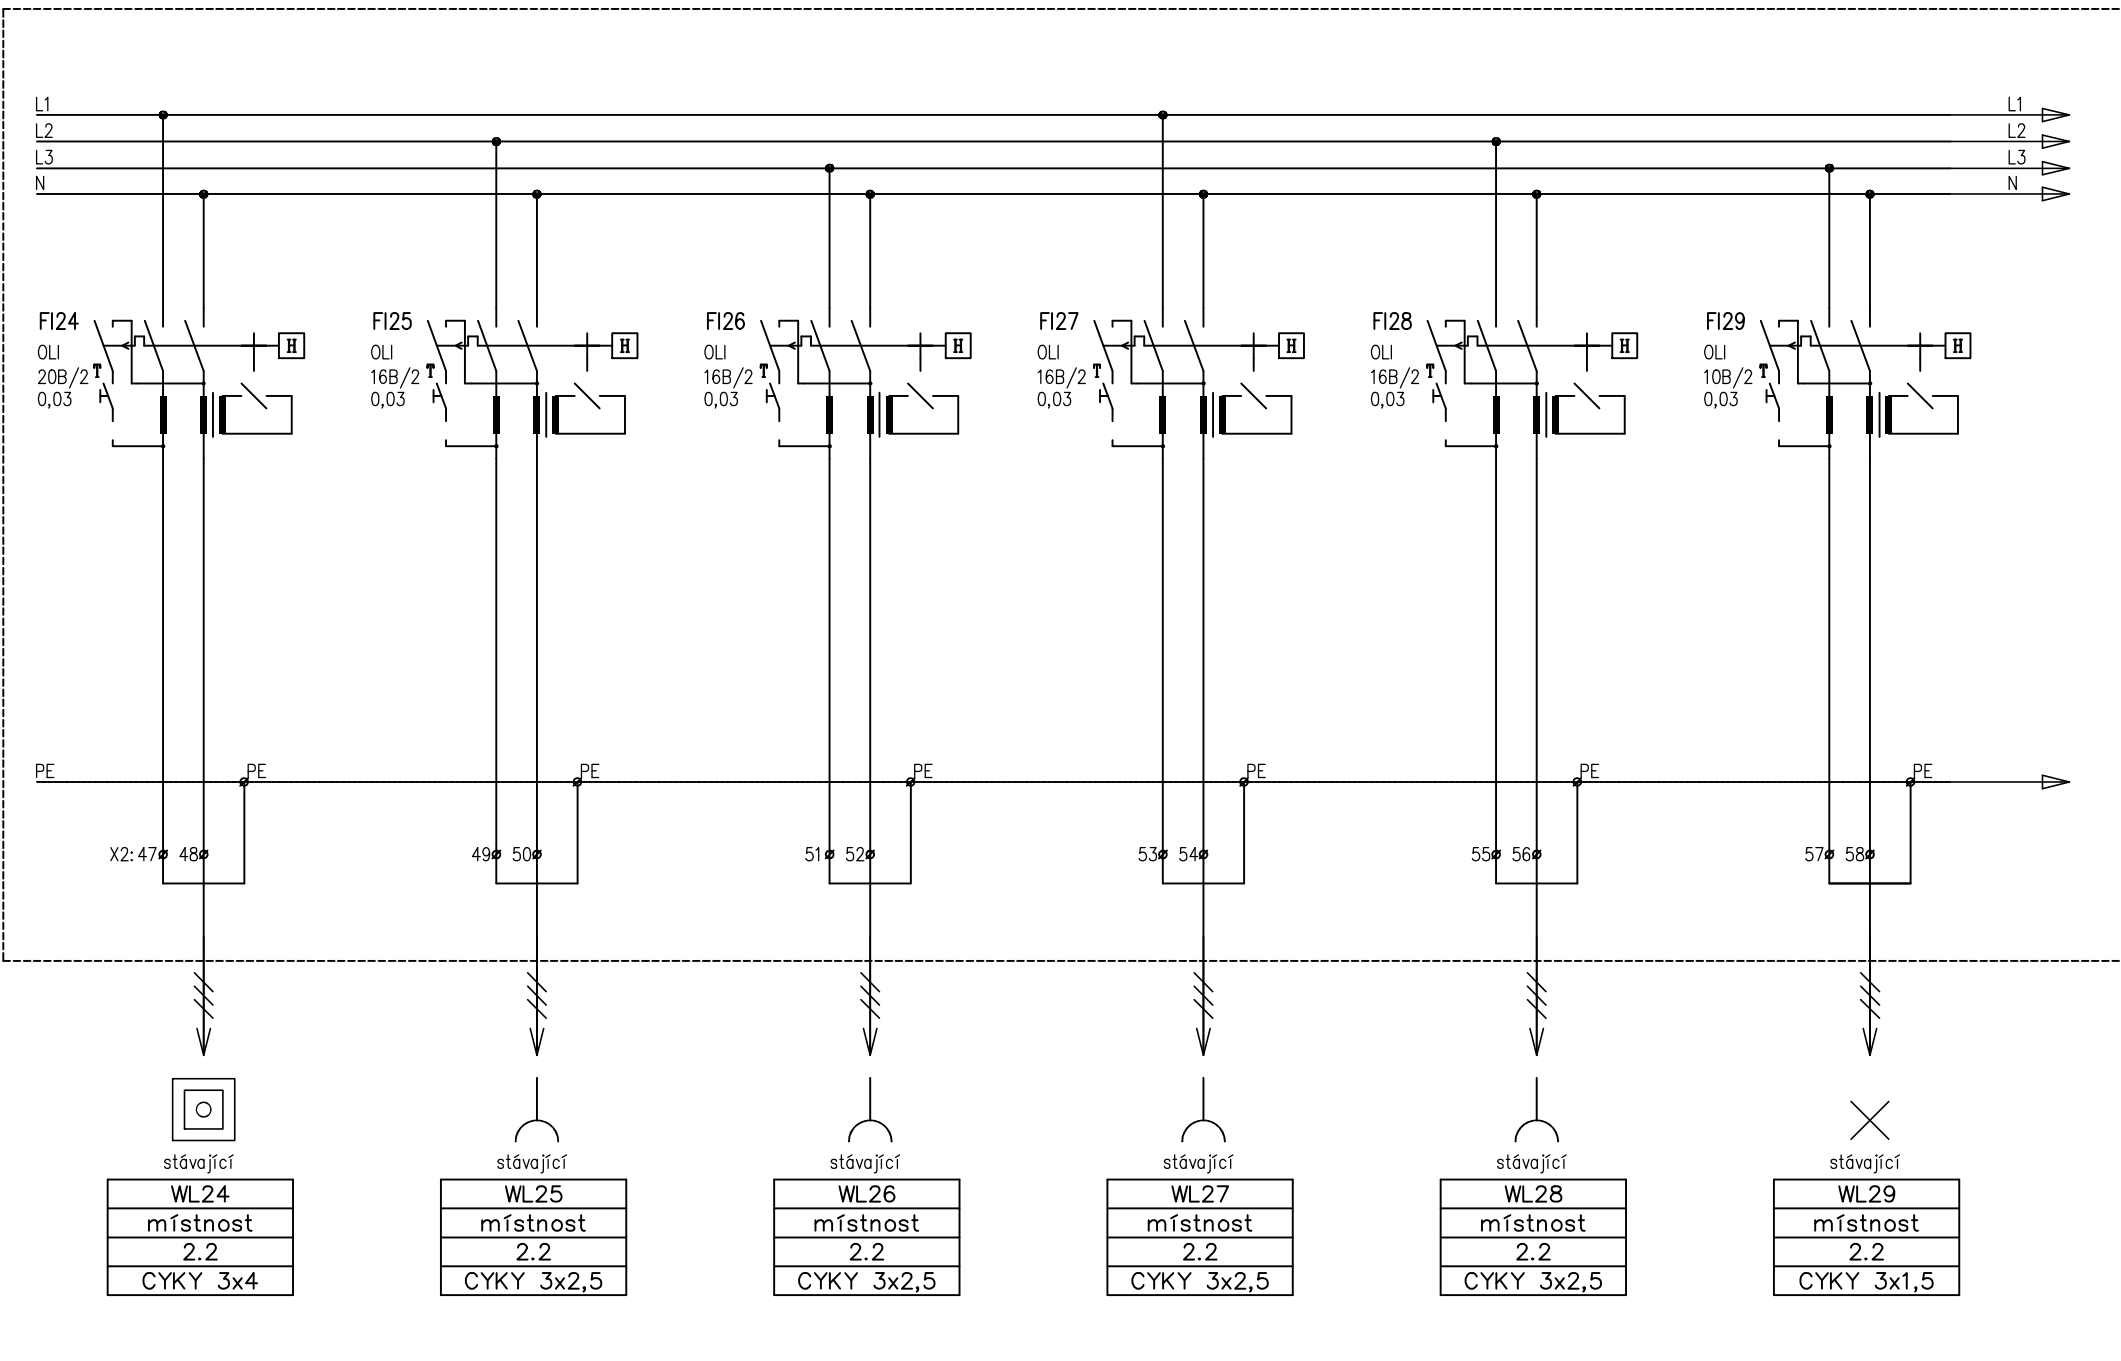 L1 L1
L2 L2
L3 L3
N N
FI24 H FI25 H FI26 H FI27 H FI28 H FI29 H
OLI OLI OLI OLI OLI OLI
20B/2 T 16B/2 T 16B/2 T 16B/2 T 16B/2 T 10B/2 T
0,03 0,03 0,03 0,03 0,03 0,03
PE PE PE PE PE PE PE
X2: 47 48 49 50 51 52 53 54 55 56 57 58
stávající stávající stávající stávající stávající stávající
WL24 WL25 WL26 WL27 WL28 WL29
místnost místnost místnost místnost místnost místnost
2.2 2.2 2.2 2.2 2.2 2.2
CYKY 3x4 CYKY 3x2,5 CYKY 3x2,5 CYKY 3x2,5 CYKY 3x2,5 CYKY 3x1,5